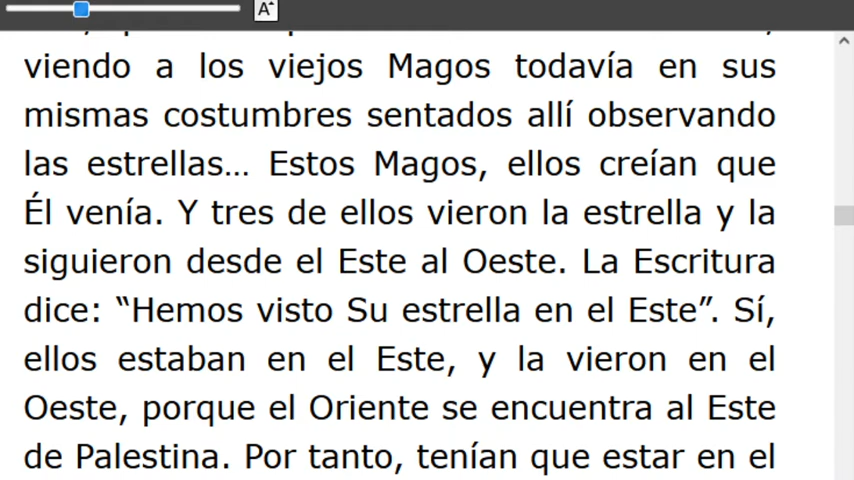 A
viendo a los viejos Magos todavía en sus
mismas costumbres sentados allí observando
las estrellas… Estos Magos, ellos creían que
Él venía. Y tres de ellos vieron la estrella y la
siguieron desde el Este al Oeste. La Escritura
dice: “Hemos visto Su estrella en el Este”. Sí,
ellos estaban en el Este, y la vieron en el
Oeste, porque el Oriente se encuentra al Este
de Palestina. Por tanto, tenían que estar en el